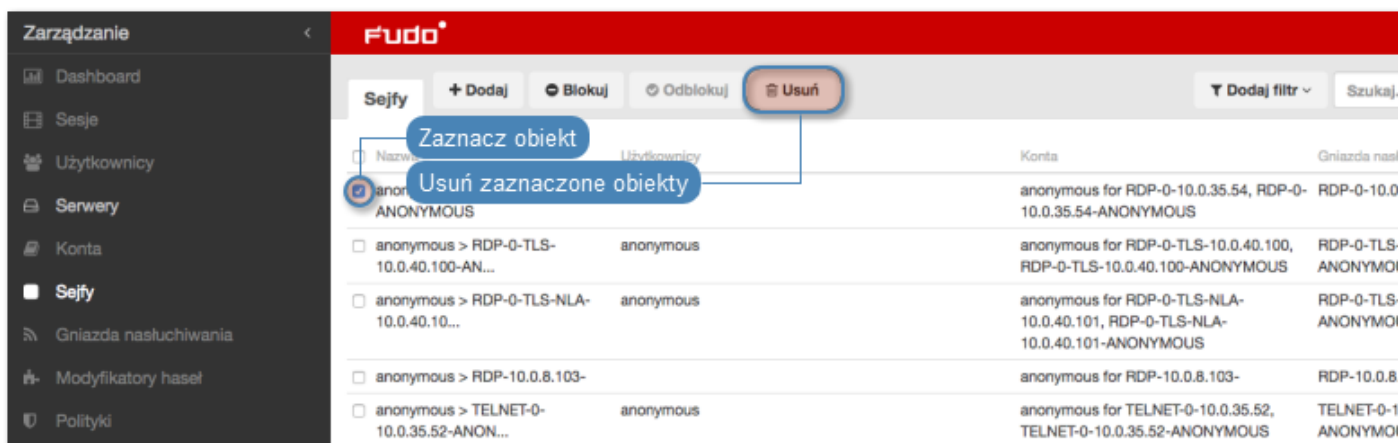 Zarządzanie
Fudo
Dashboard
Sesje
Użytkownicy
Serwery
Konta
Sejfy
Gniazda nasłuchiwania
Modyfikatory haseł
Polityki
Sejfy
+ Dodaj
Blokuj
Odblokuj
Usuń
Dodaj filtr
Szukaj
Zaznacz obiekt
Usuń zaznaczone obiekty
Użytkownicy
Konta
Gniazda
ANONYMOUS
anonymous for RDP-0-10.0.35.54, RDP-0-
10.0.35.54-ANONYMOUS
RDP-0-10.0
anonymous > RDP-0-TLS-
10.0.40.100-AN...
anonymous
anonymous for RDP-0-TLS-10.0.40.100,
RDP-0-TLS-10.0.40.100-ANONYMOUS
RDP-0-TLS-
anonymous > RDP-0-TLS-NLA-
10.0.40.10...
anonymous
anonymous for RDP-0-TLS-NLA-
10.0.40.101, RDP-0-TLS-NLA-
10.0.40.101-ANONYMOUS
RDP-0-TLS-
anonymous > RDP-10.0.8.103-
anonymous for RDP-10.0.8.103-
RDP-10.0.8
anonymous > TELNET-0-
10.0.35.52-ANON...
anonymous
anonymous for TELNET-0-10.0.35.52,
TELNET-0-10.0.35.52-ANONYMOUS
TELNET-0-1